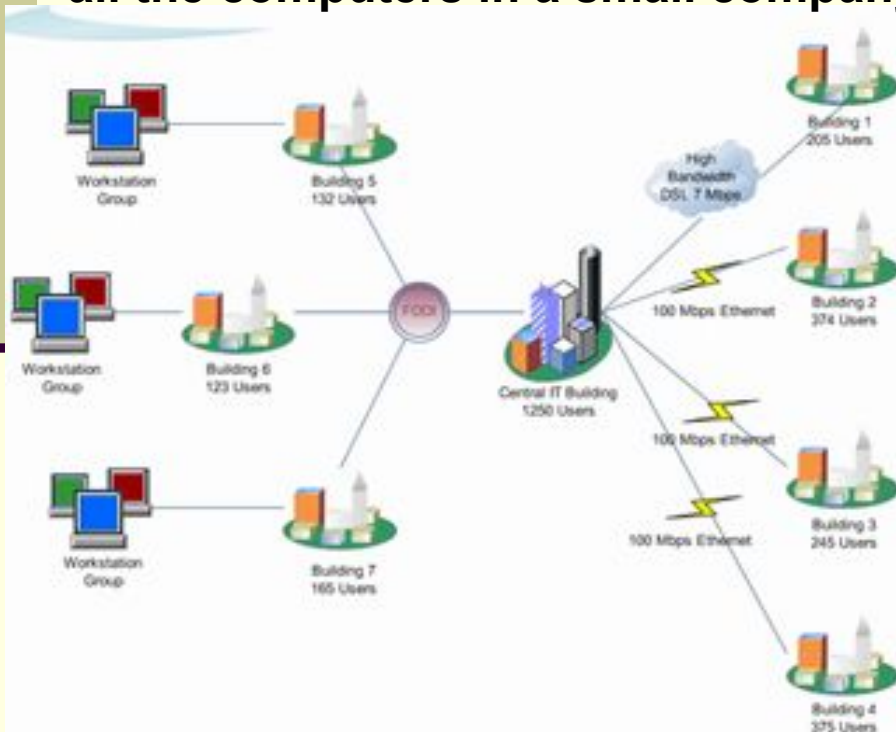 all the computers in a small company
Building 1
205 Users
High
Bandwidth
DSL 7 Mbps
Workstation
Group
Building 5
132 Users
Building 2
374 Users
100 Mbps Ethernet
FDDI
Workstation
Group
Building 6
123 Users
Central IT Building
1250 Users
100 Mbps Ethernet
Building 3
245 Users
100 Mbps Ethernet
Workstation
Group
Building 7
165 Users
Building 4
375 Users